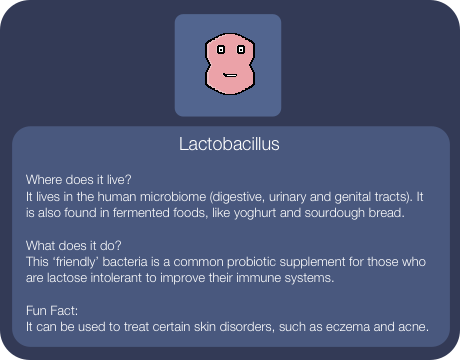 Lactobacillus
Where does it live?
It lives in the human microbiome (digestive, urinary and genital tracts). It
is also found in fermented foods, like yoghurt and sourdough bread.
What does it do?
This ‘friendly’ bacteria is a common probiotic supplement for those who
are lactose intolerant to improve their immune systems.
Fun Fact:
It can be used to treat certain skin disorders, such as eczema and acne.